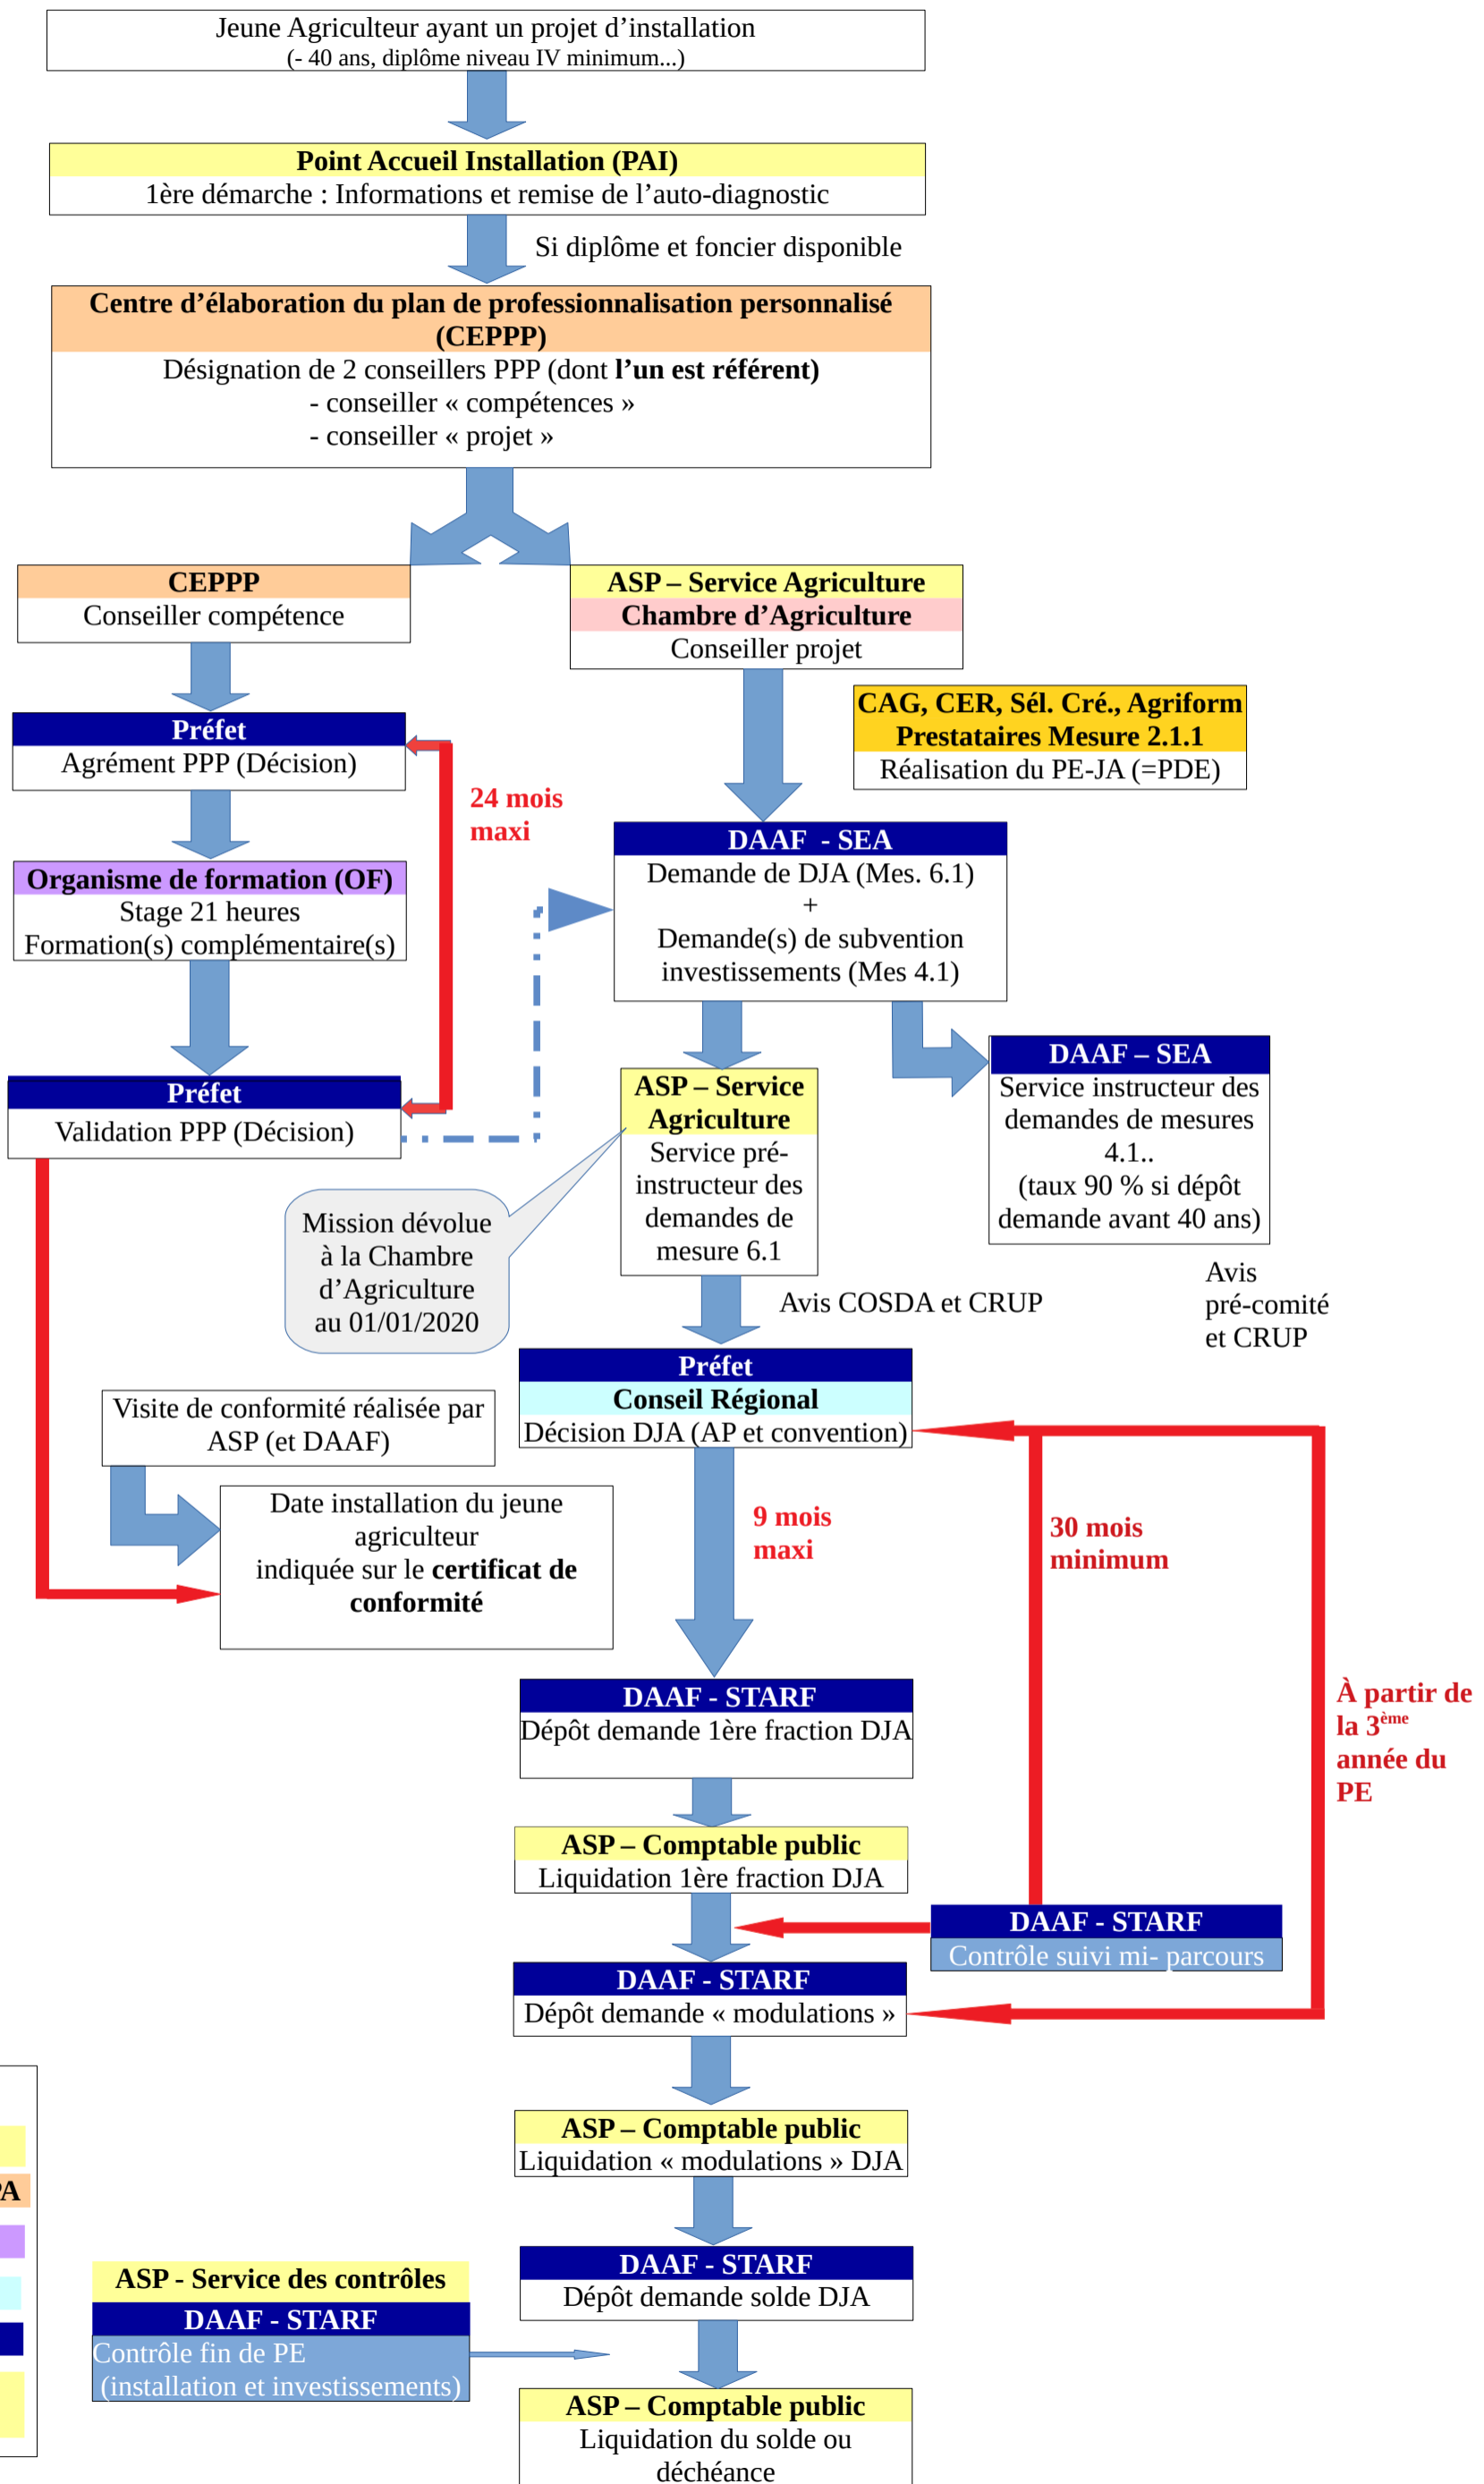 Jeune Agriculteur ayant un projet d’installation
(- 40 ans, diplôme niveau IV minimum...)
Point Accueil Installation (PAI)
1ère démarche : Informations et remise de l’auto-diagnostic
Si diplôme et foncier disponible
Centre d’élaboration du plan de professionnalisation personnalisé
(CEPPP)
Désignation de 2 conseillers PPP (dont l’un est référent)
- conseiller « compétences »
- conseiller « projet »
CEPPP
Conseiller compétence
ASP – Service Agriculture
Chambre d’Agriculture
Conseiller projet
CAG, CER, Sél. Cré., Agriform
Prestataires Mesure 2.1.1
Réalisation du PE-JA (=PDE)
Préfet
Agrément PPP (Décision)
24 mois
maxi
Organisme de formation (OF)
Stage 21 heures
Formation(s) complémentaire(s)
DAAF - SEA
Demande de DJA (Mes. 6.1)
+
Demande(s) de subvention
investissements (Mes 4.1)
Préfet
Validation PPP (Décision)
ASP – Service
Agriculture
Service pré-
instructeur des
demandes de
mesure 6.1
DAAF – SEA
Service instructeur des
demandes de mesures
4.1..
(taux 90 % si dépôt
demande avant 40 ans)
Mission dévolue
à la Chambre
d’Agriculture
au 01/01/2020
Avis COSDA et CRUP
Avis
pré-comité
et CRUP
Préfet
Conseil Régional
Décision DJA (AP et convention)
Visite de conformité réalisée par
ASP (et DAAF)
Date installation du jeune
agriculteur
indiquée sur le certificat de
conformité
9 mois
maxi
30 mois
minimum
À partir de
la 3ème
année du
PE
DAAF - STARF
Dépôt demande 1ère fraction DJA
ASP – Comptable public
Liquidation 1ère fraction DJA
DAAF - STARF
Contrôle suivi mi- parcours
DAAF - STARF
Dépôt demande « modulations »
ASP – Comptable public
Liquidation « modulations » DJA
PA
ASP - Service des contrôles
DAAF - STARF
Contrôle fin de PE
(installation et investissements)
DAAF - STARF
Dépôt demande solde DJA
ASP – Comptable public
Liquidation du solde ou
déchéance